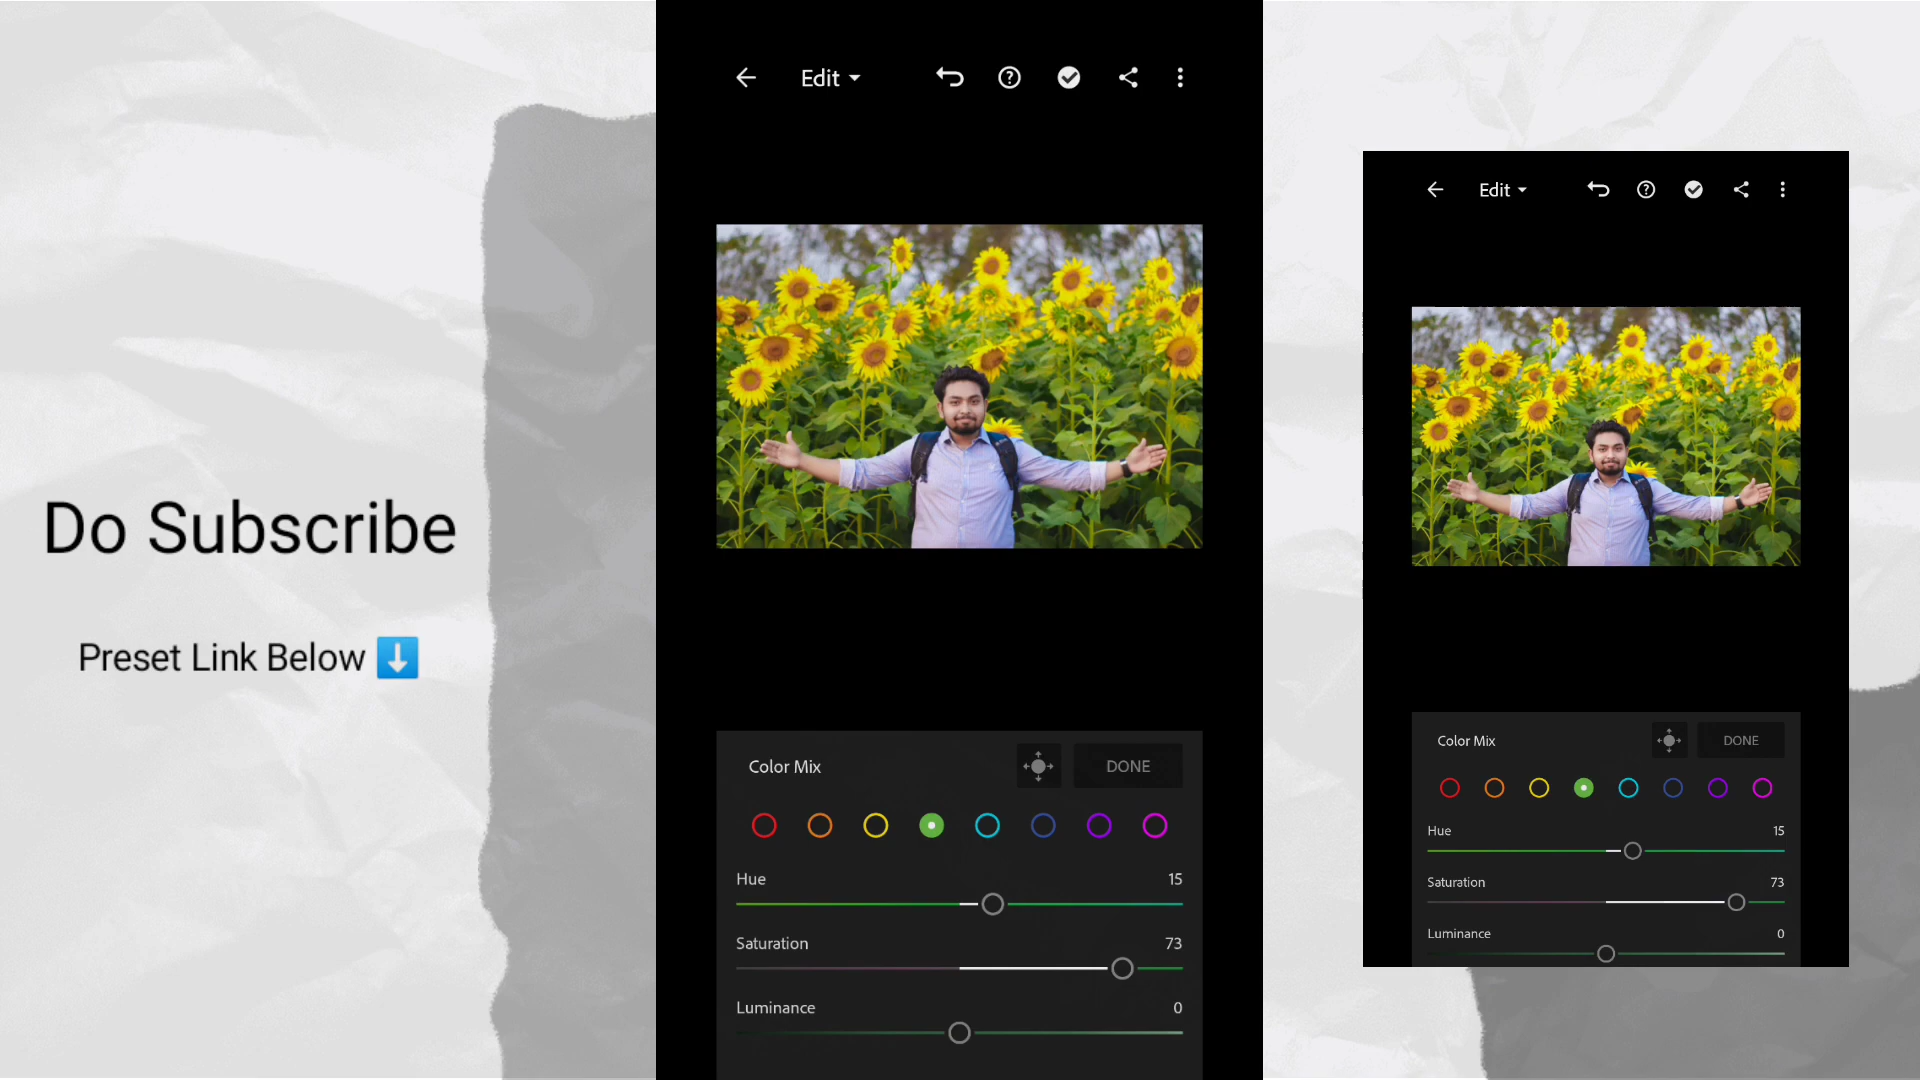 Do Subscribe
Preset Link Below ⬇️
Edit
Color Mix
DONE
Hue 15
Saturation 73
Luminance 0
Edit
Color Mix
DONE
Hue 15
Saturation 73
Luminance 0